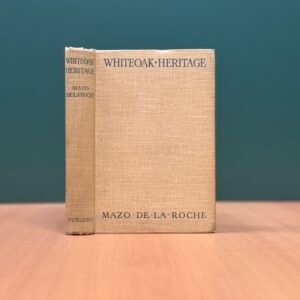 WHITEOAK
HERITAGE
MAZO
DE LA ROCHE
WHITEOAK·HERITAGE
MAZO·DE·LA·ROCHE